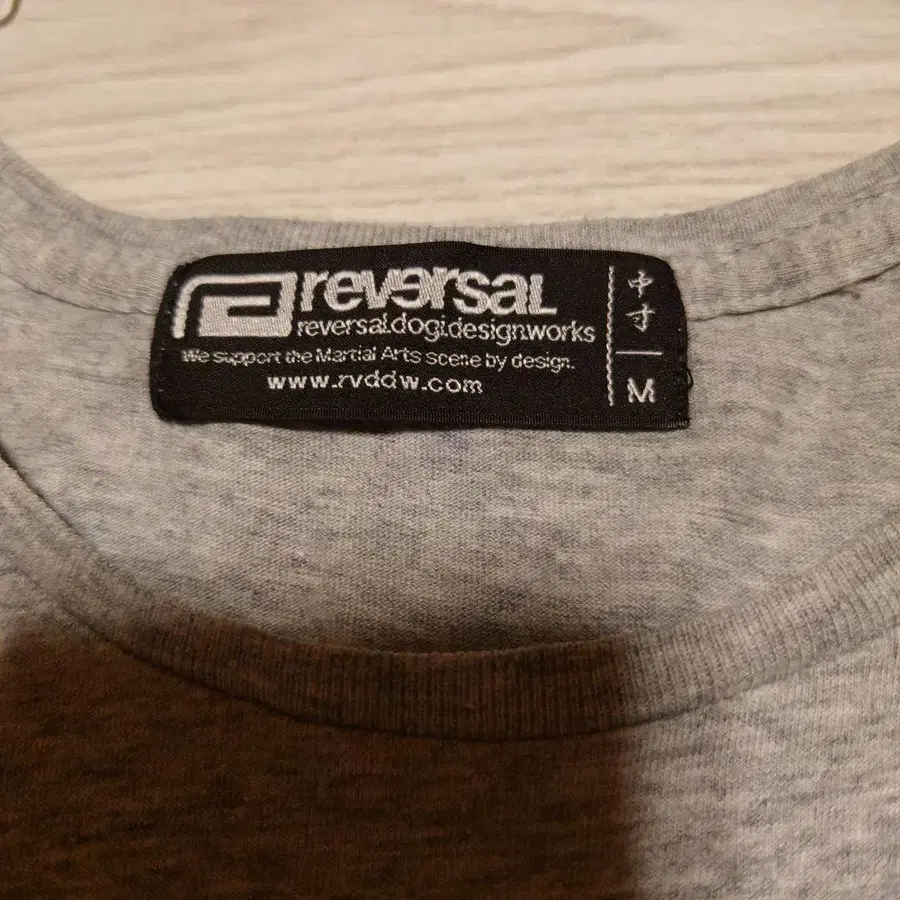 reversal
reversal.dogi.design.works
We support the Martial Arts scene by design.
www.rvddw.com
中
寸
M